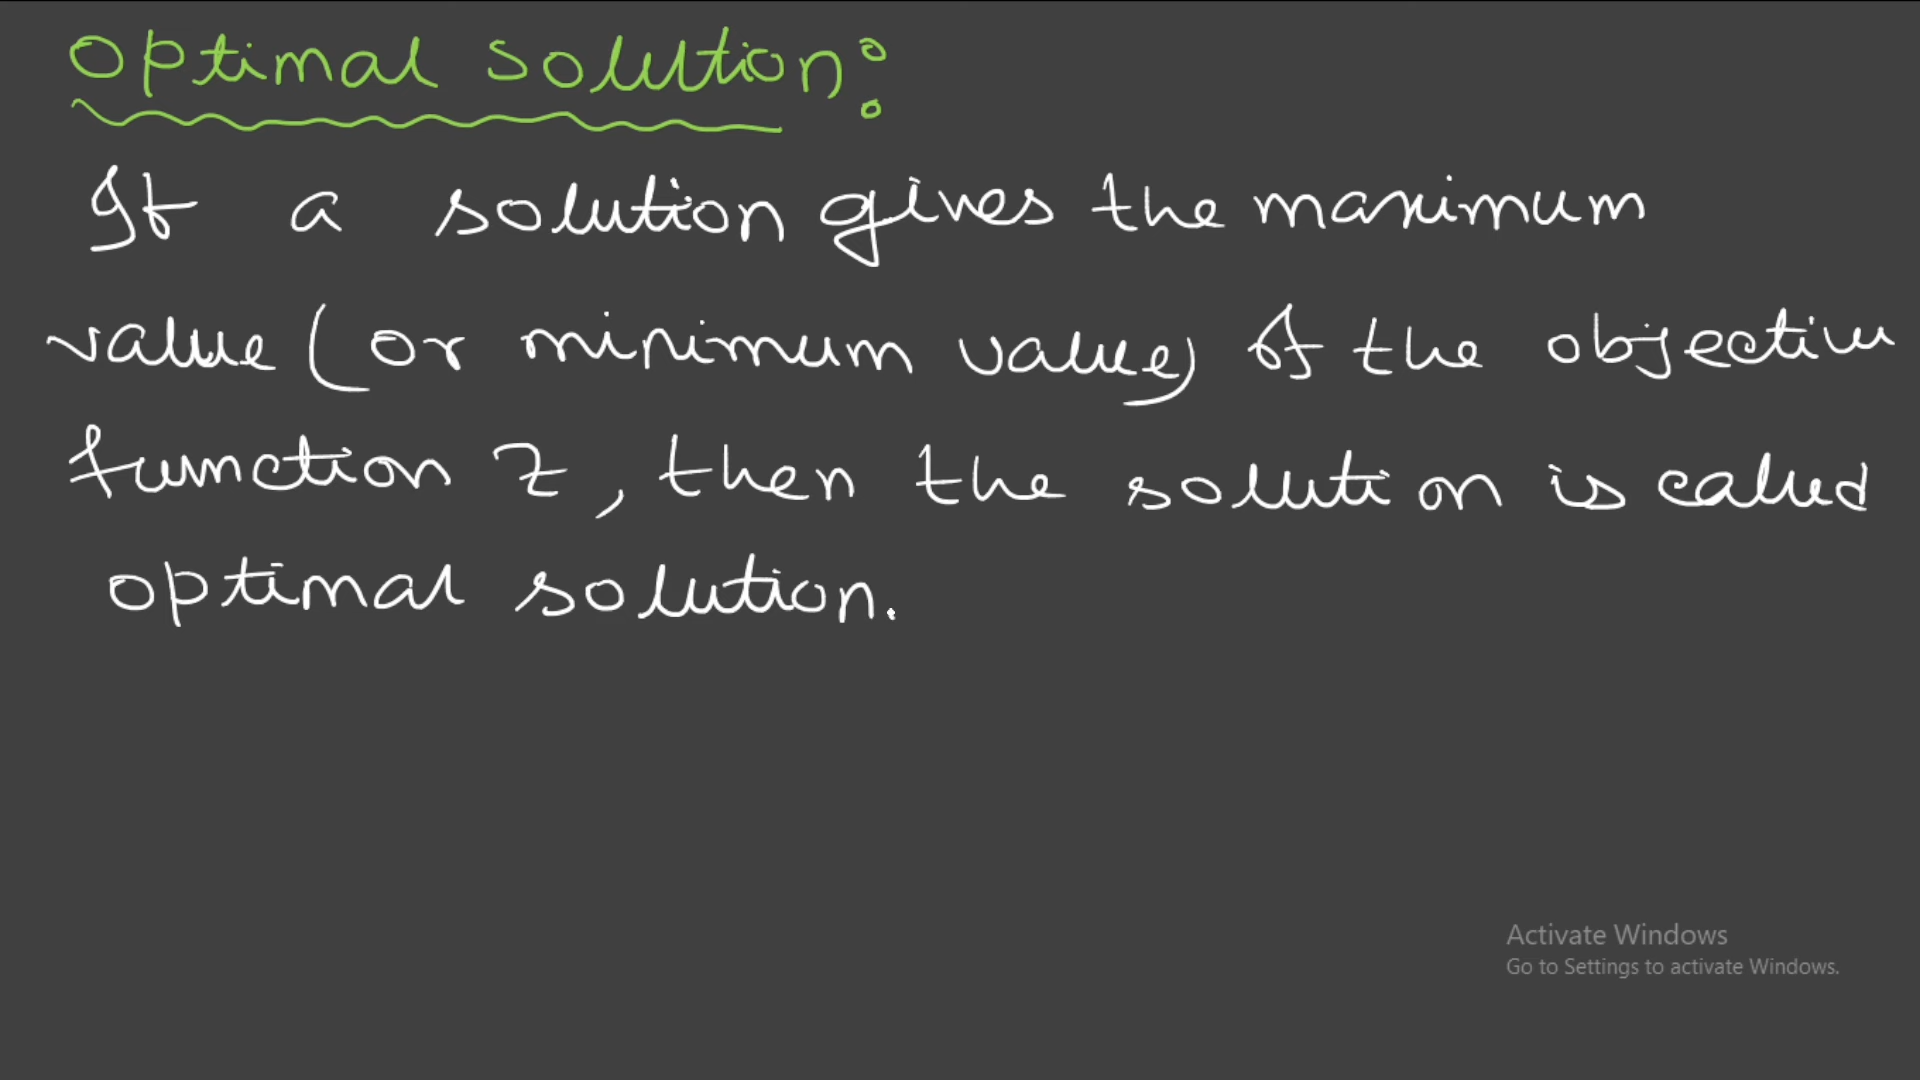 Optimal solution:
If a solution gives the maximum
value (or minimum value) of the objective
function Z, then the solution is called
optimal solution.
Activate Windows
Go to Settings to activate Windows.